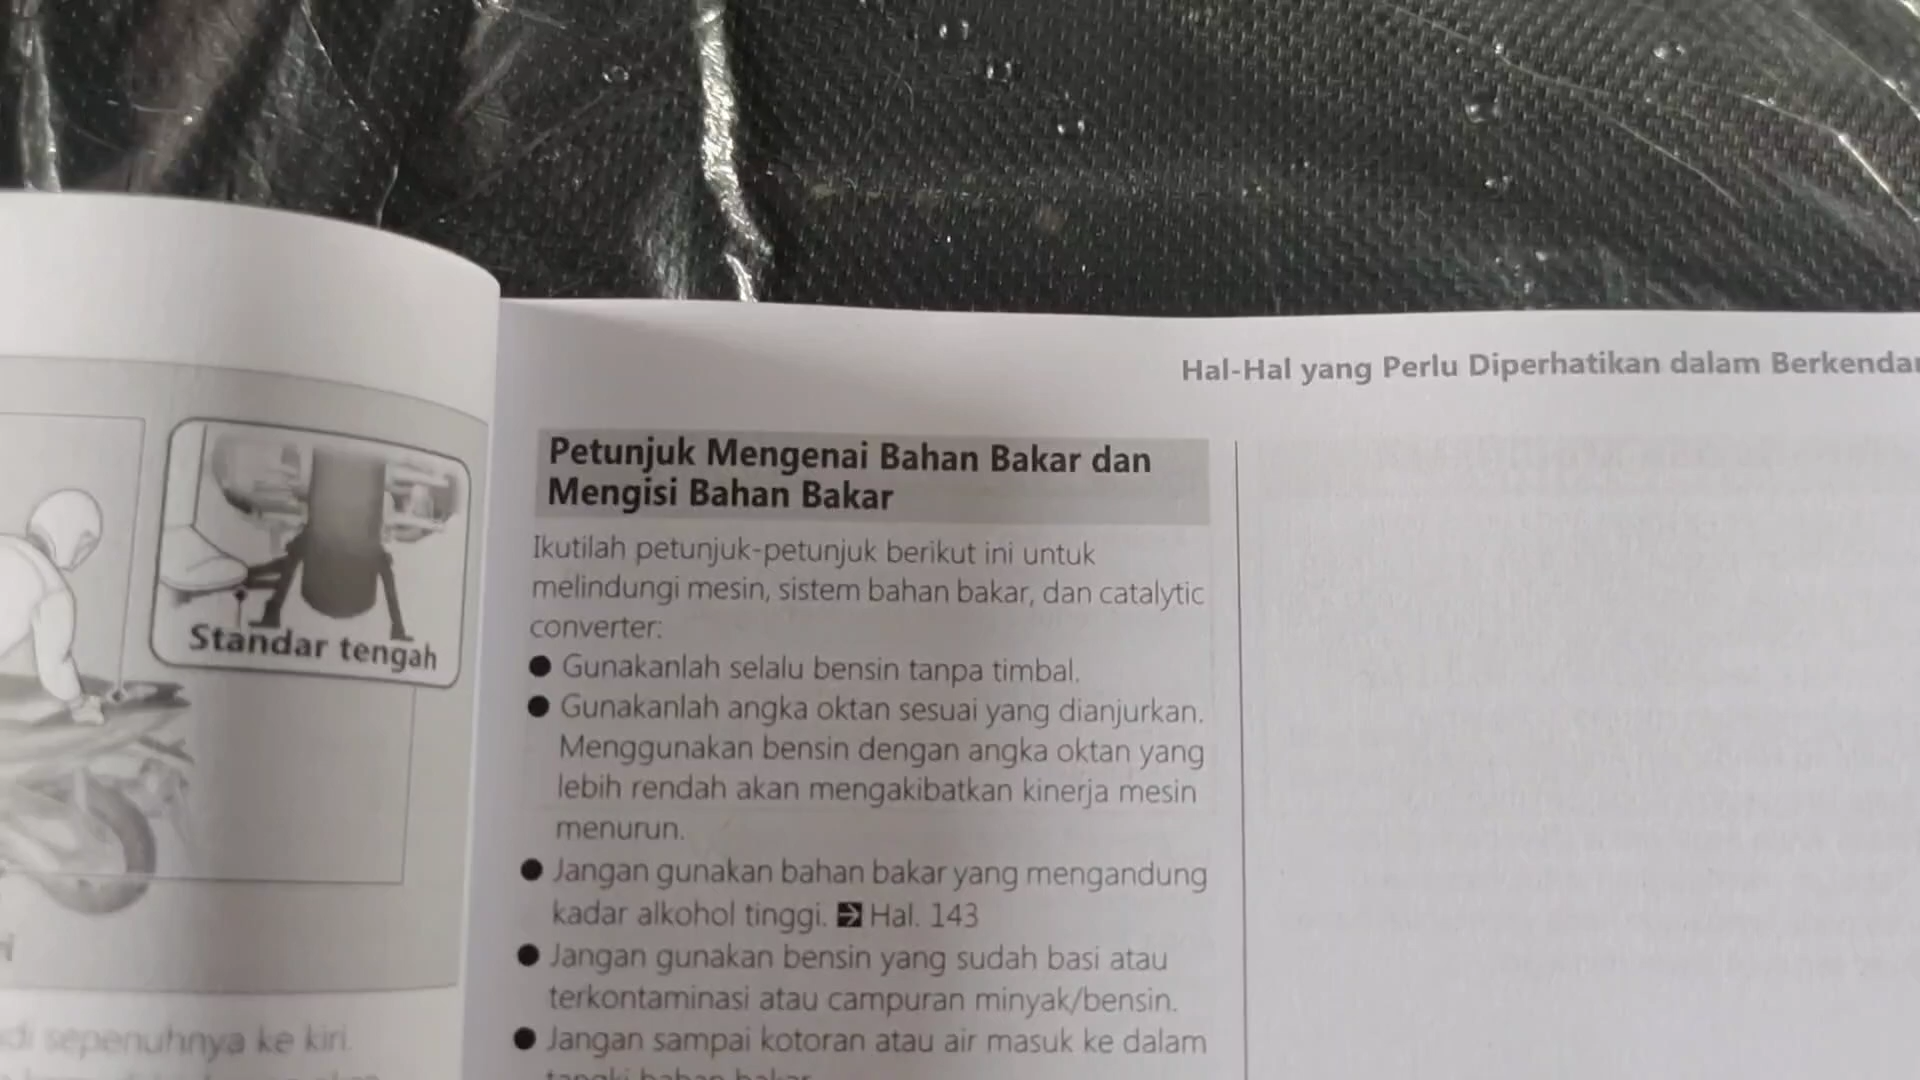 Standar tengah
sepenuhnya ke kiri.
Hal-Hal yang Perlu Diperhatikan dalam
Petunjuk Mengenai Bahan Bakar dan
Mengisi Bahan Bakar
Ikutilah petunjuk-petunjuk berikut ini untuk
melindungi mesin, sistem bahan bakar, dan catalytic
converter:
● Gunakanlah selalu bensin tanpa timbal.
● Gunakanlah angka oktan sesuai yang dianjurkan.
Menggunakan bensin dengan angka oktan yang
lebih rendah akan mengakibatkan kinerja mesin
menurun.
● Jangan gunakan bahan bakar yang mengandung
kadar alkohol tinggi. ➔ Hal. 143
● Jangan gunakan bensin yang sudah basi atau
terkontaminasi atau campuran minyak/bensin.
● Jangan sampai kotoran atau air masuk ke dalam
tangki bahan bakar.